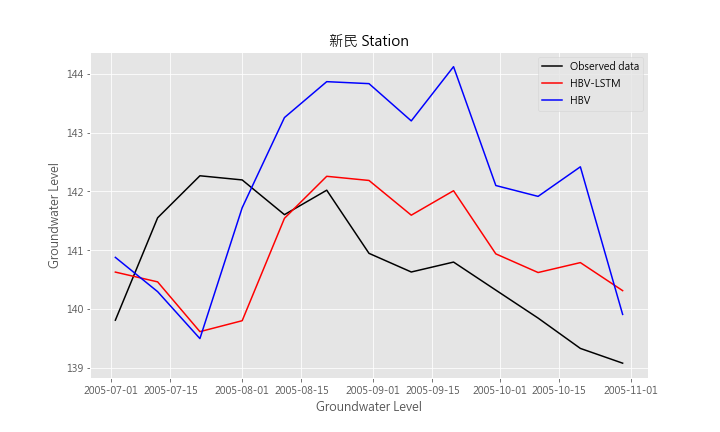 新民 Station
Observed data
HBV-LSTM
HBV
Groundwater Level
144
143
142
141
140
139
2005-07-01 2005-07-15 2005-08-01 2005-08-15 2005-09-01 2005-09-15 2005-10-01 2005-10-15 2005-11-01
Groundwater Level